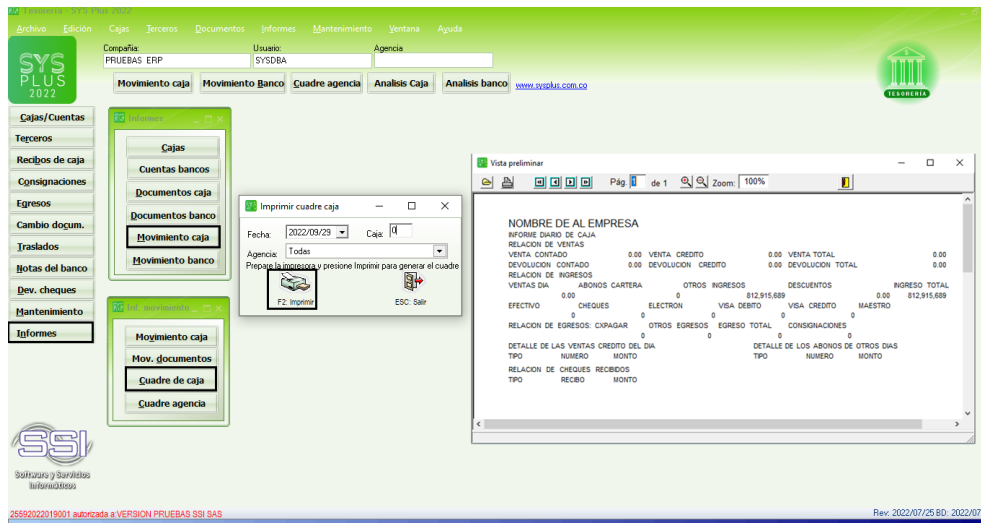 Tesorería - SYS Plus 2022
Archivo Edición Cajas Terceros Documentos Informes Mantenimiento Ventana Ayuda
SYS PLUS 2022
Compañia: Usuario: Agencia
PRUEBAS ERP SYSDBA
Movimiento caja Movimiento Banco Cuadre agencia Analisis Caja Analisis banco www.sysplus.com.co
TESORERIA
Cajas/Cuentas
Terceros
Recibos de caja
Consignaciones
Egresos
Cambio docum.
Traslados
Notas del banco
Dev. cheques
Mantenimiento
Informes
Informes
Cajas
Cuentas bancos
Documentos caja
Documentos banco
Movimiento caja
Movimiento banco
Inf. movimiento
Movimiento caja
Mov. documentos
Cuadre de caja
Cuadre agencia
Imprimir cuadre caja
Fecha: 2022/09/29 Caja: 0
Agencia: Todas
Prepare la impresora y presione Imprimir para generar el cuadre
F2: Imprimir ESC: Salir
Vista preliminar
Pág. 1 de 1 Zoom: 100%
NOMBRE DE AL EMPRESA
INFORME DIARIO DE CAJA
RELACION DE VENTAS
VENTA CONTADO 0.00 VENTA CREDITO 0.00 VENTA TOTAL 0.00
DEVOLUCION CONTADO 0.00 DEVOLUCION CREDITO 0.00 DEVOLUCION TOTAL 0.00
RELACION DE INGRESOS
VENTAS DIA ABONOS CARTERA OTROS INGRESOS DESCUENTOS INGRESO TOTAL
0.00 0 812,915,689 0.00 812,915,689
EFECTIVO CHEQUES ELECTRON VISA DEBITO VISA CREDITO MAESTRO
0 0 0 0 0
RELACION DE EGRESOS: CXPAGAR OTROS EGRESOS EGRESO TOTAL CONSIGNACIONES
0 0 0
DETALLE DE LAS VENTAS CREDITO DEL DIA DETALLE DE LOS ABONOS DE OTROS DIAS
TIPO NUMERO MONTO TIPO NUMERO MONTO
RELACION DE CHEQUES RECIBIDOS
TIPO RECIBO MONTO
SSI
Software y Servicios
Informáticos
25592022019001 autorizada a:VERSION PRUEBAS SSI SAS
Rev: 2022/07/25 BD: 2022/07